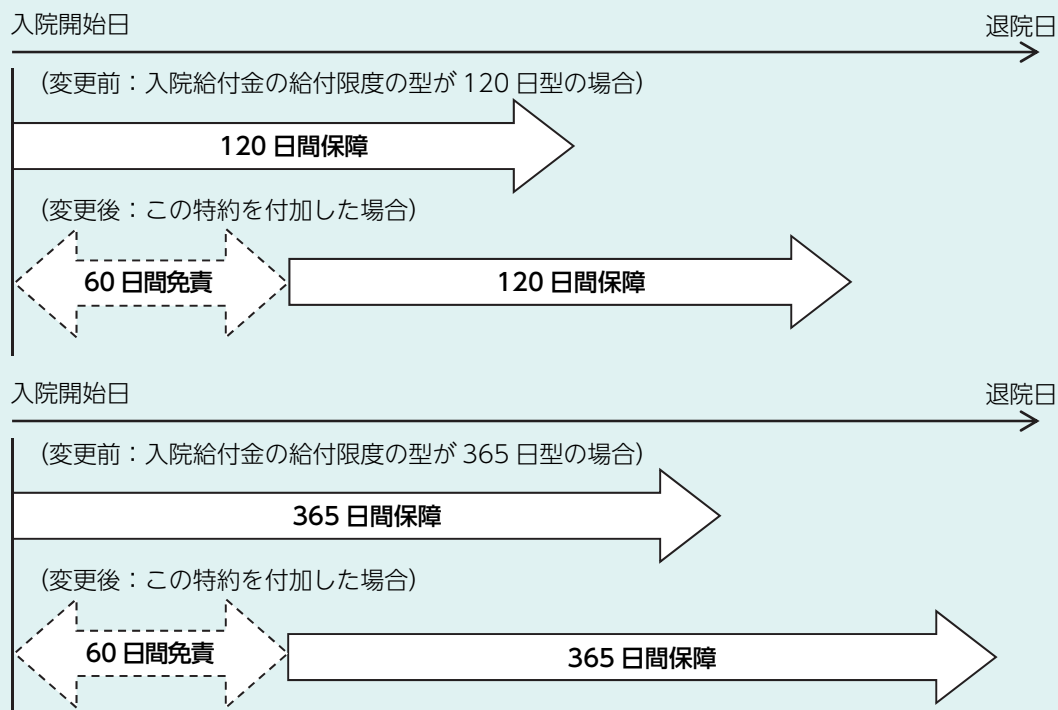 入院開始日
退院日
(変更前：入院給付金の給付限度の型が 120 日型の場合)
120 日間保障
(変更後：この特約を付加した場合)
60 日間免責
120 日間保障
入院開始日
退院日
(変更前：入院給付金の給付限度の型が 365 日型の場合)
365 日間保障
(変更後：この特約を付加した場合)
60 日間免責
365 日間保障